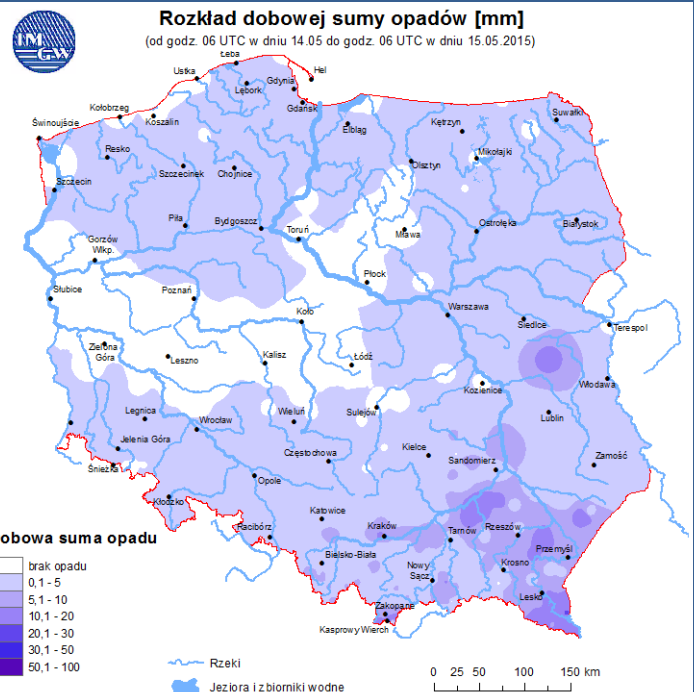 IM
GW
Rozkład dobowej sumy opadów [mm]
(od godz. 06 UTC w dniu 14.05 do godz. 06 UTC w dniu 15.05.2015)
Łeba
Ustka
Hel
Gdynia
Lębork
Gdańsk
Kołobrzeg
Koszalin
Świnoujście
Elbląg
Kętrzyn
Suwałki
Resko
Mikołajki
Szczecinek
Chojnice
Olsztyn
Szczecin
Piła
Bydgoszcz
Toruń
Mława
Ostrołęka
Białystok
Gorzów
Wlkp.
Płock
Słubice
Poznań
Koło
Warszawa
Siedlce
Terespol
Zielona
Góra
Leszno
Kalisz
Łódź
Kozienice
Włodawa
Legnica
Wrocław
Wieluń
Sulejów
Lublin
Jelenia Góra
Kielce
Częstochowa
Sandomierz
Zamość
Śnieżka
Opole
Kłodzko
Katowice
Racibórz
Kraków
Tarnów
Rzeszów
Przemyśl
Bielsko-Biała
Nowy
Sącz
Krosno
Lesko
Zakopane
Kasprowy Wierch
obowa suma opadu
brak opadu
0,1 - 5
5,1 - 10
10,1 - 20
20,1 - 30
30,1 - 50
50,1 - 100
Rzeki
Jeziora i zbiorniki wodne
0 25 50 100 150 km